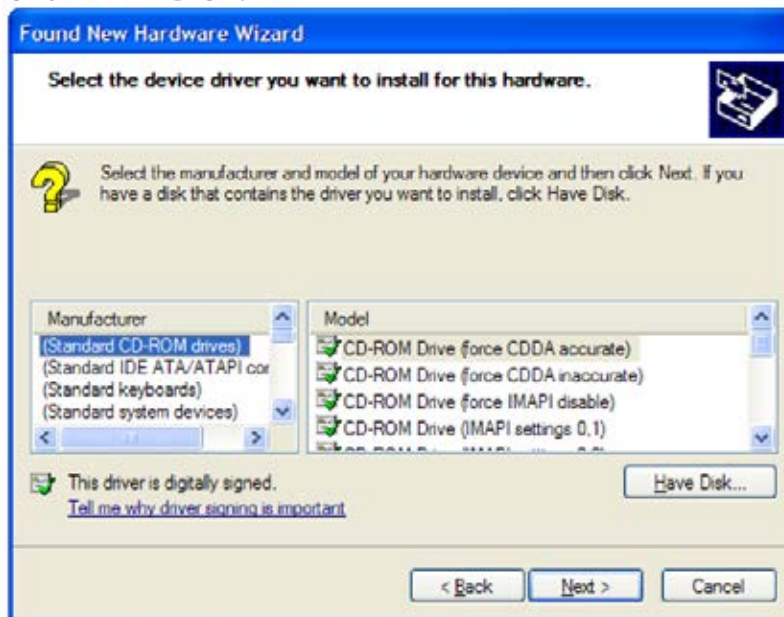 Found New Hardware Wizard
Select the device driver you want to install for this hardware.
Select the manufacturer and model of your hardware device and then click Next. If you
have a disk that contains the driver you want to install, click Have Disk.
Manufacturer
(Standard CD-ROM drives)
(Standard IDE ATA/ATAPI cor
(Standard keyboards)
(Standard system devices)
Model
CD-ROM Drive (force CDDA accurate)
CD-ROM Drive (force CDDA inaccurate)
CD-ROM Drive (force IMAPI disable)
CD-ROM Drive (IMAPI settings 0,1)
This driver is digitally signed.
Tell me why driver signing is important
Have Disk...
< Back
Next >
Cancel